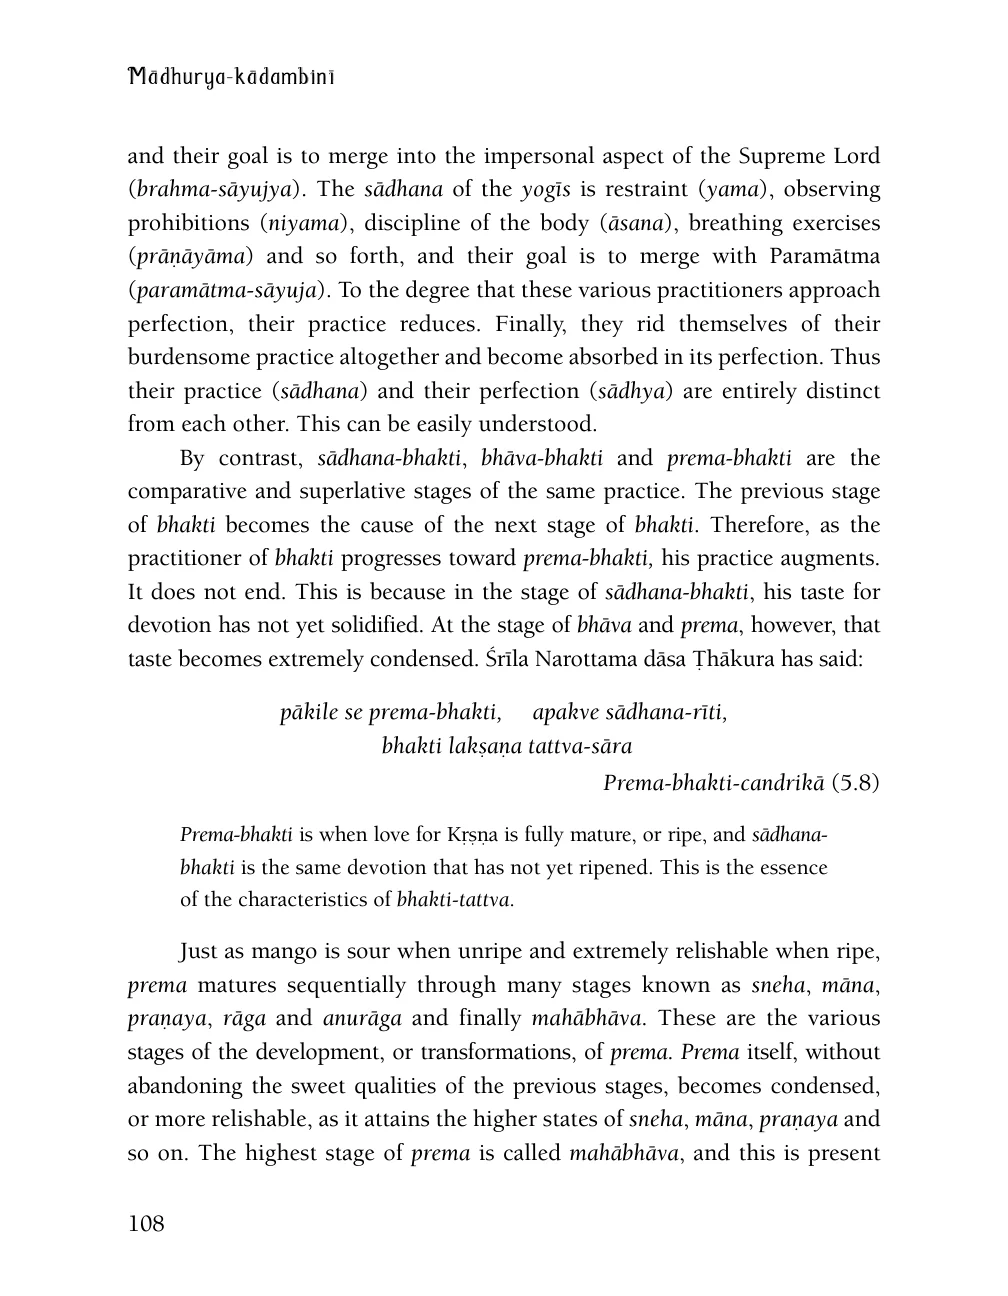 Mādhurya-kādambinī
and their goal is to merge into the impersonal aspect of the Supreme Lord
(brahma-sāyujya). The sādhana of the yogīs is restraint (yama), observing
prohibitions (niyama), discipline of the body (āsana), breathing exercises
(prāṇāyāma) and so forth, and their goal is to merge with Paramātma
(paramātma-sāyuja). To the degree that these various practitioners approach
perfection, their practice reduces. Finally, they rid themselves of their
burdensome practice altogether and become absorbed in its perfection. Thus
their practice (sādhana) and their perfection (sādhya) are entirely distinct
from each other. This can be easily understood.
By contrast, sādhana-bhakti, bhāva-bhakti and prema-bhakti are the
comparative and superlative stages of the same practice. The previous stage
of bhakti becomes the cause of the next stage of bhakti. Therefore, as the
practitioner of bhakti progresses toward prema-bhakti, his practice augments.
It does not end. This is because in the stage of sādhana-bhakti, his taste for
devotion has not yet solidified. At the stage of bhāva and prema, however, that
taste becomes extremely condensed. Śrīla Narottama dāsa Ṭhākura has said:
pākile se prema-bhakti, apakve sādhana-rīti,
bhakti lakṣaṇa tattva-sāra
Prema-bhakti-candrikā (5.8)
Prema-bhakti is when love for Kṛṣṇa is fully mature, or ripe, and sādhana-
bhakti is the same devotion that has not yet ripened. This is the essence
of the characteristics of bhakti-tattva.
Just as mango is sour when unripe and extremely relishable when ripe,
prema matures sequentially through many stages known as sneha, māna,
praṇaya, rāga and anurāga and finally mahābhāva. These are the various
stages of the development, or transformations, of prema. Prema itself, without
abandoning the sweet qualities of the previous stages, becomes condensed,
or more relishable, as it attains the higher states of sneha, māna, praṇaya and
so on. The highest stage of prema is called mahābhāva, and this is present
108